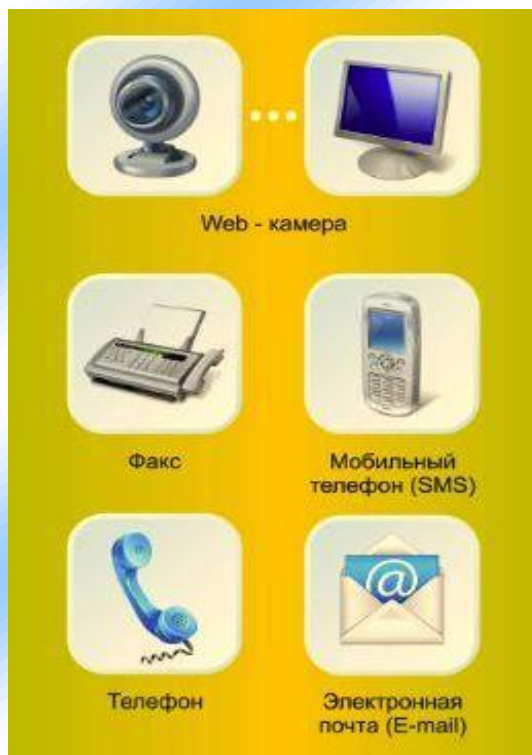 Web - камера
Факс
Мобильный
телефон (SMS)
Телефон
Электронная
почта (E-mail)